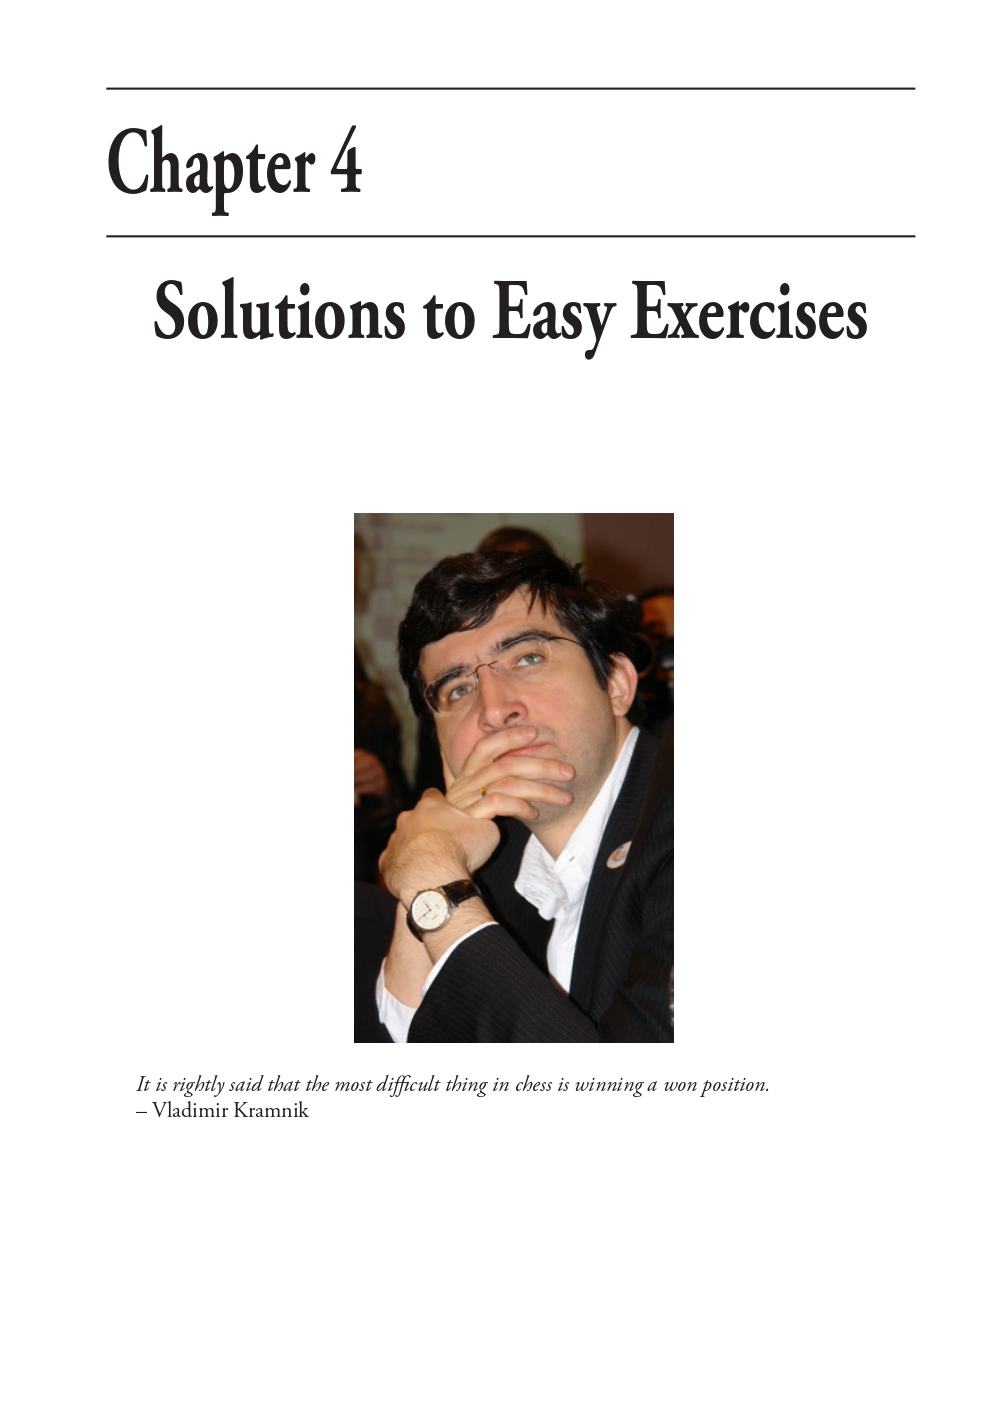 Chapter 4
Solutions to Easy Exercises
It is rightly said that the most difficult thing in chess is winning a won position.
– Vladimir Kramnik